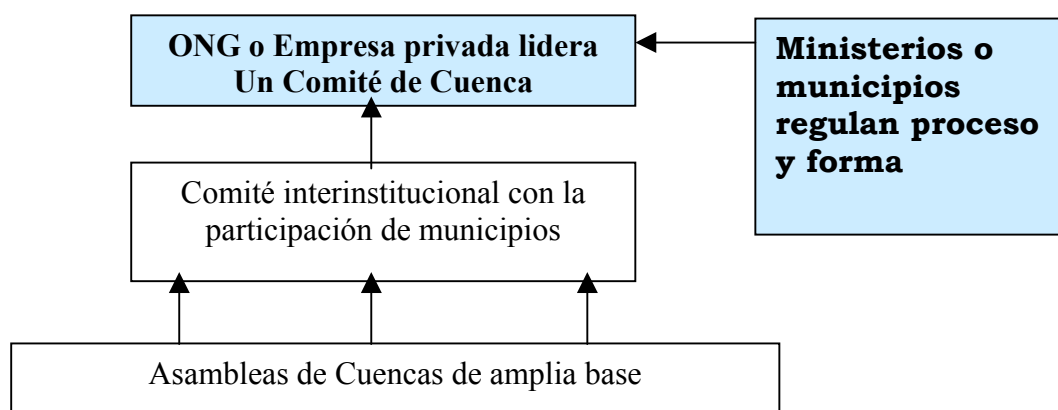 ONG o Empresa privada lidera
Un Comité de Cuenca
Ministerios o
municipios
regulan proceso
y forma
Comité interinstitucional con la
participación de municipios
Asambleas de Cuencas de amplia base